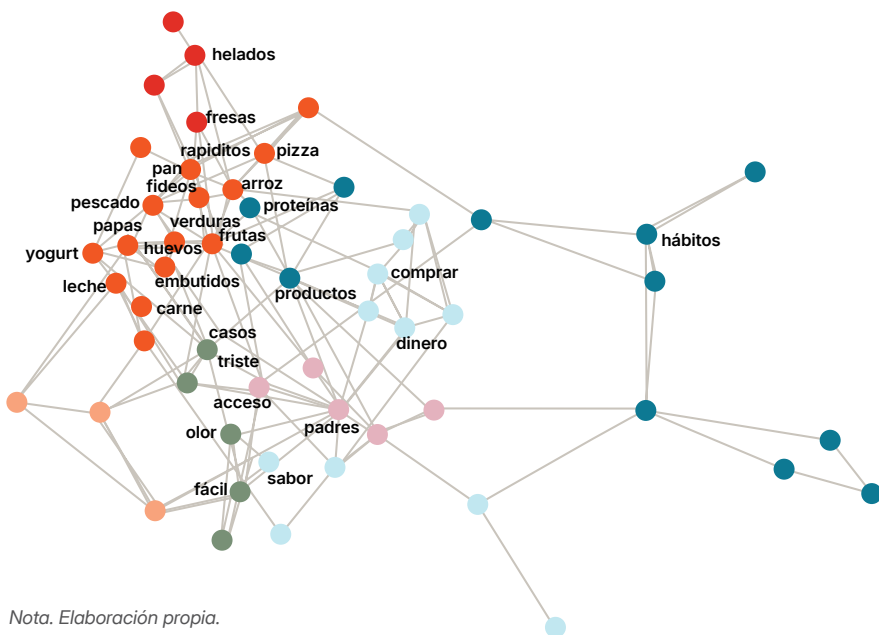 helados
fresas
rapiditos
pizza
pan
fideos
arroz
pescado
proteínas
verduras
papas
frutas
yogurt
huevos
comprar
embutidos
leche
productos
carne
casos
dinero
triste
acceso
padres
olor
sabor
fácil
hábitos
Nota. Elaboración propia.